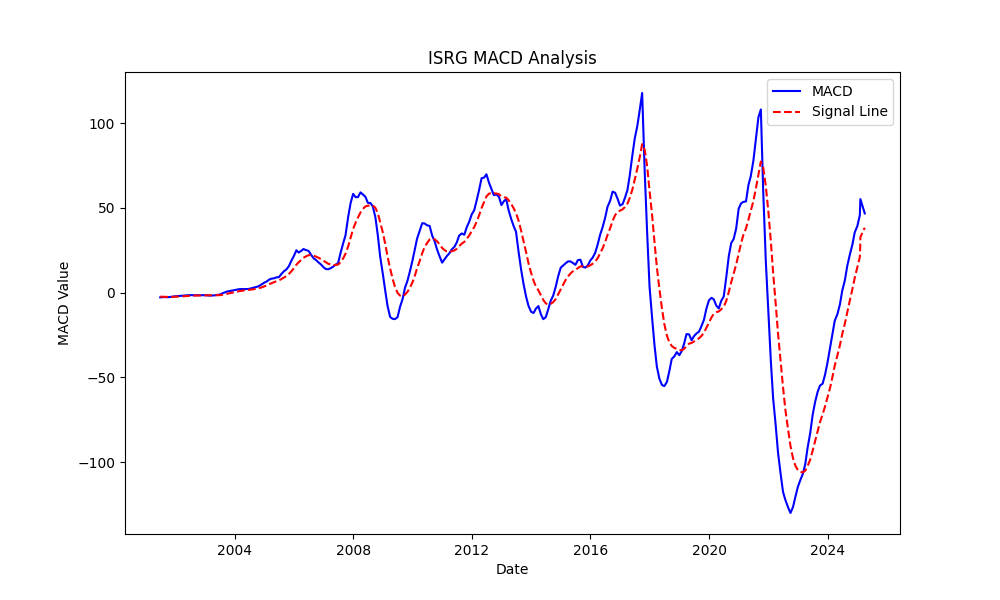 ISRG MACD Analysis
MACD
Signal Line
MACD Value
100
50
0
−50
−100
2004
2008
2012
2016
2020
2024
Date